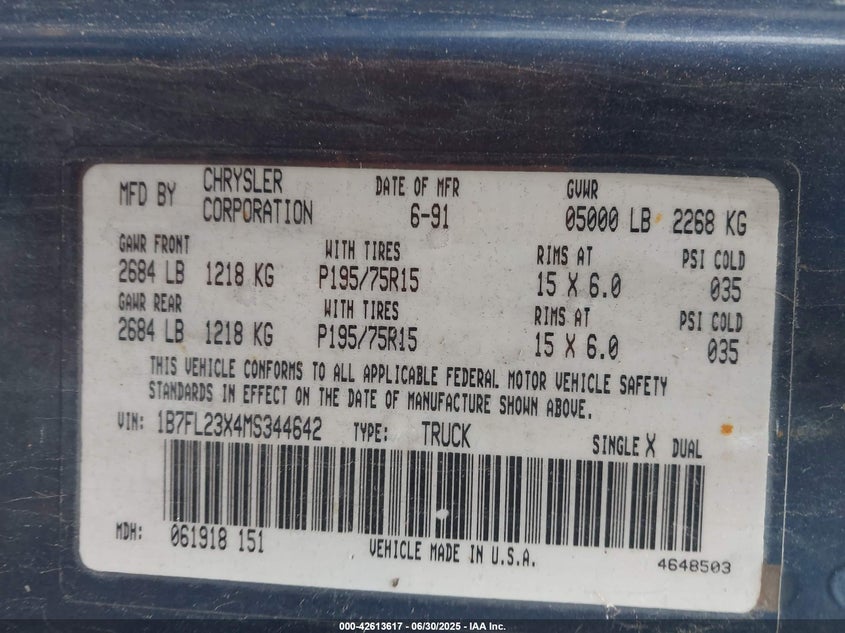 MFD BY CHRYSLER CORPORATION DATE OF MFR 6-91 GVWR 05000 LB 2268 KG
GAWR FRONT WITH TIRES RIMS AT PSI COLD
2684 LB 1218 KG P195/75R15 15 X 6.0 035
GAWR REAR WITH TIRES RIMS AT PSI COLD
2684 LB 1218 KG P195/75R15 15 X 6.0 035
THIS VEHICLE CONFORMS TO ALL APPLICABLE FEDERAL MOTOR VEHICLE SAFETY
STANDARDS IN EFFECT ON THE DATE OF MANUFACTURE SHOWN ABOVE.
VIN: 1B7FL23X4MS344642 TYPE: TRUCK SINGLE X DUAL
MDH: 061918 151 VEHICLE MADE IN U.S.A. 4648503
000-42613617 - 06/30/2025 - IAA Inc.